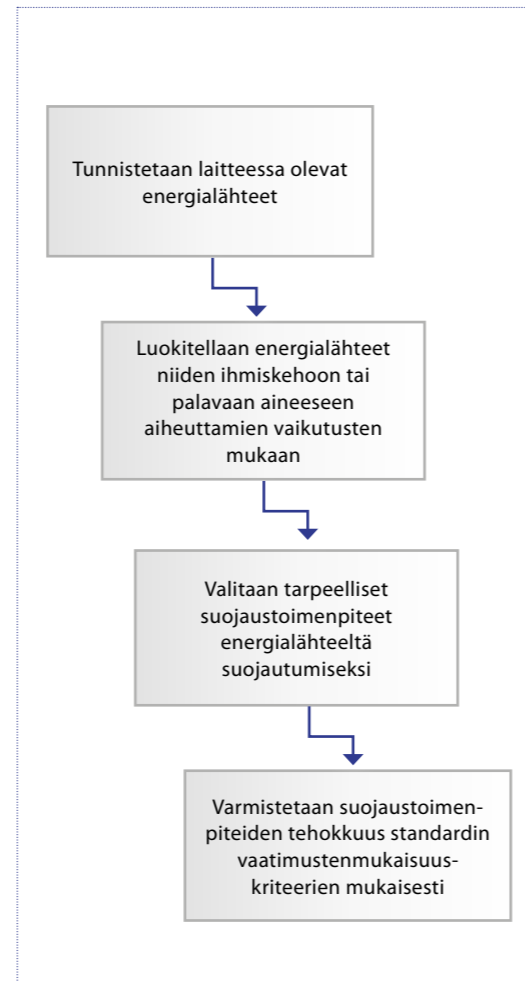 Tunnistetaan laitteessa olevat
energialähteet
Luokitellaan energialähteet
niiden ihmiskehoon tai
palavaan aineeseen
aiheuttamien vaikutusten
mukaan
Valitaan tarpeelliset
suojaustoimenpiteet
energialähteeltä
suojautumiseksi
Varmistetaan suojaustoimen-
piteiden tehokkuus standardin
vaatimustenmukaisuus-
kriteerien mukaisesti